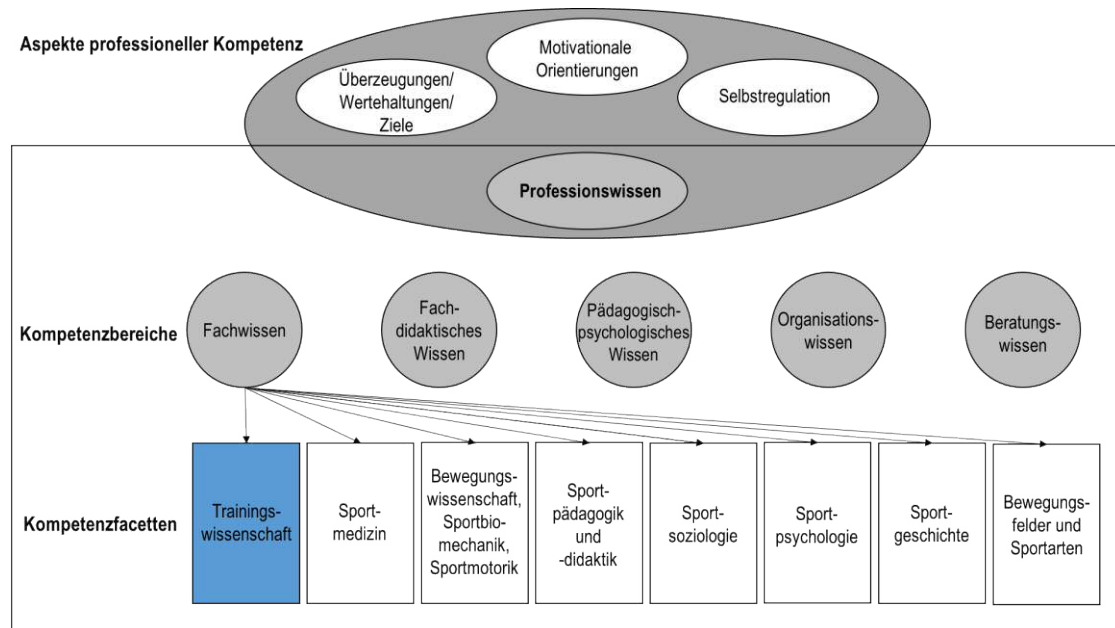 Aspekte professioneller Kompetenz
Motivationale
Orientierungen
Überzeugungen/
Wertehaltungen/
Ziele
Selbstregulation
Professionswissen
Kompetenzbereiche
Fachwissen
Fach-
didaktisches
Wissen
Pädagogisch-
psychologisches
Wissen
Organisations-
wissen
Beratungs-
wissen
Kompetenzfacetten
Trainings-
wissenschaft
Sport-
medizin
Bewegungs-
wissenschaft,
Sportbio-
mechanik,
Sportmotorik
Sport-
pädagogik
und
-didaktik
Sport-
soziologie
Sport-
psychologie
Sport-
geschichte
Bewegungs-
felder und
Sportarten